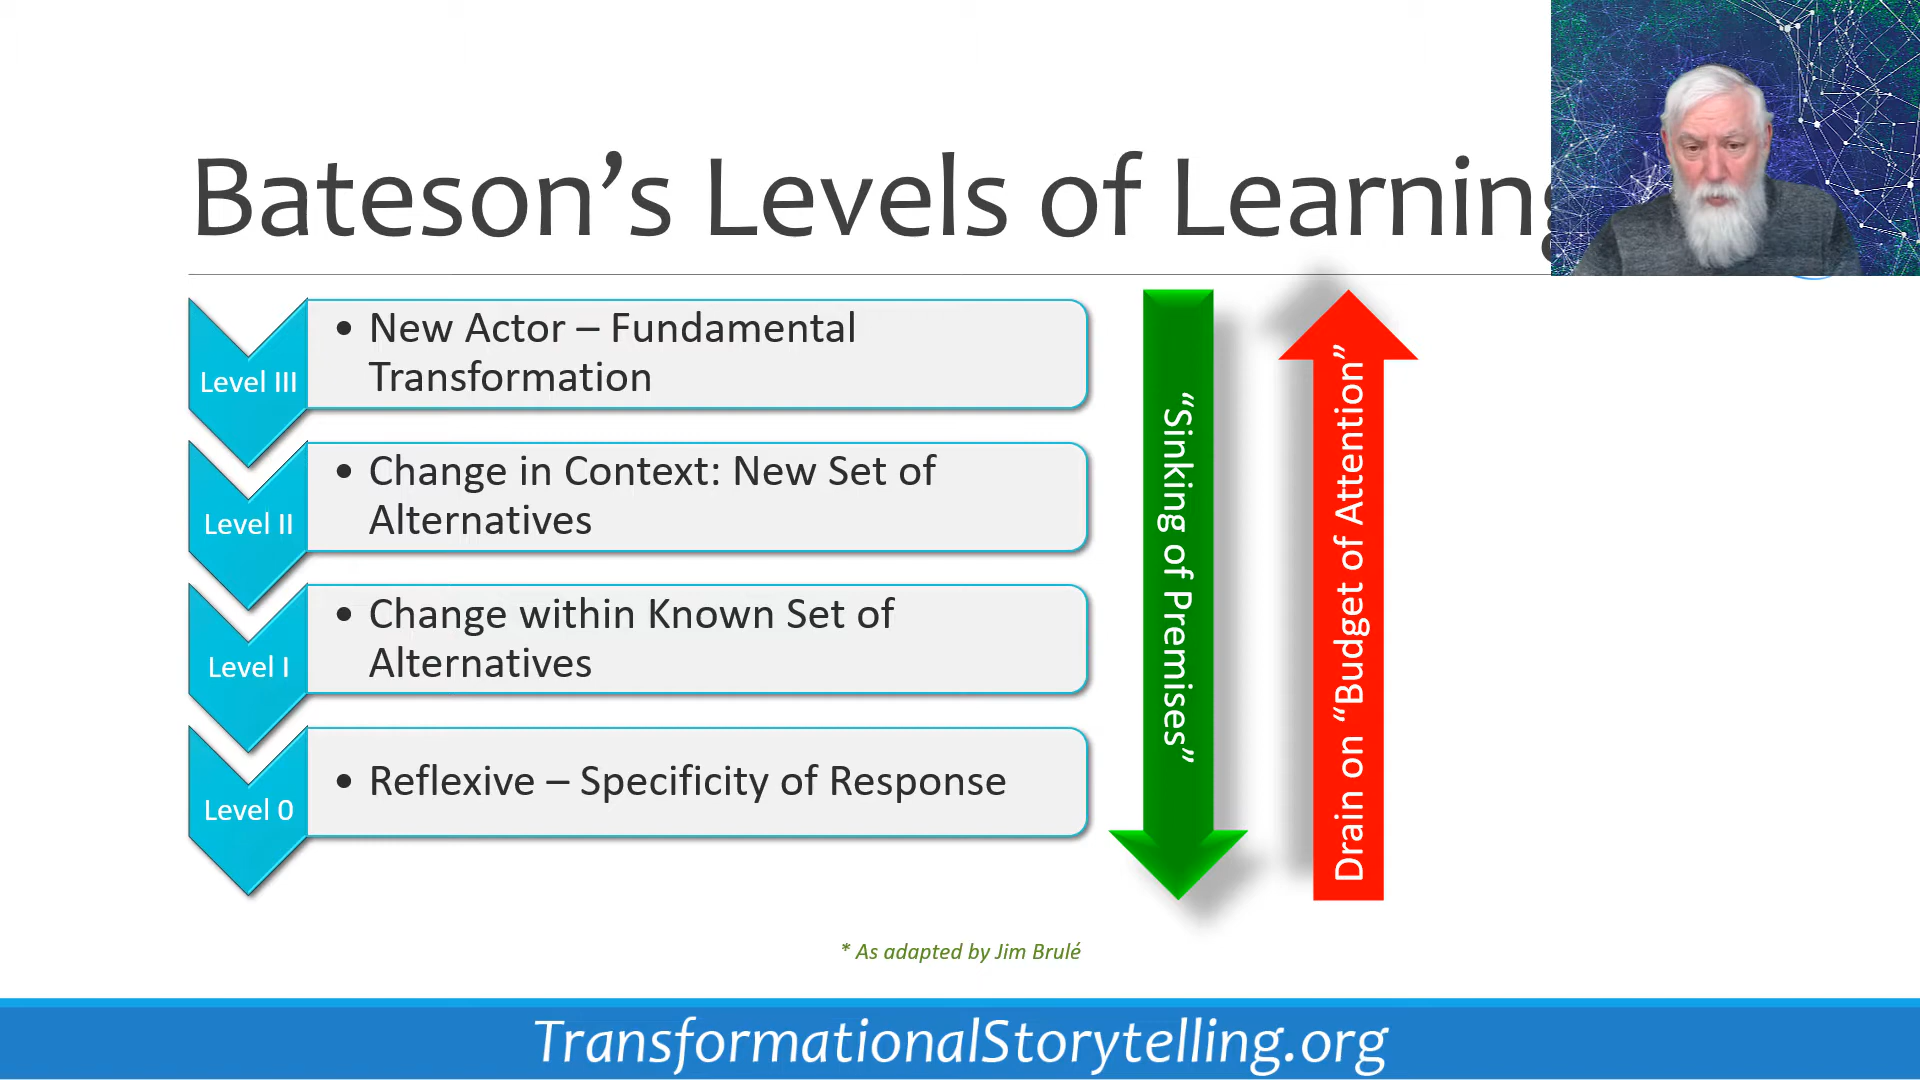 Bateson’s Levels of Learning
Level III
• New Actor – Fundamental
Transformation
Level II
• Change in Context: New Set of
Alternatives
Level I
• Change within Known Set of
Alternatives
Level 0
• Reflexive – Specificity of Response
“Sinking of Premises”
Drain on “Budget of Attention”
* As adapted by Jim Brulé
TransformationalStorytelling.org